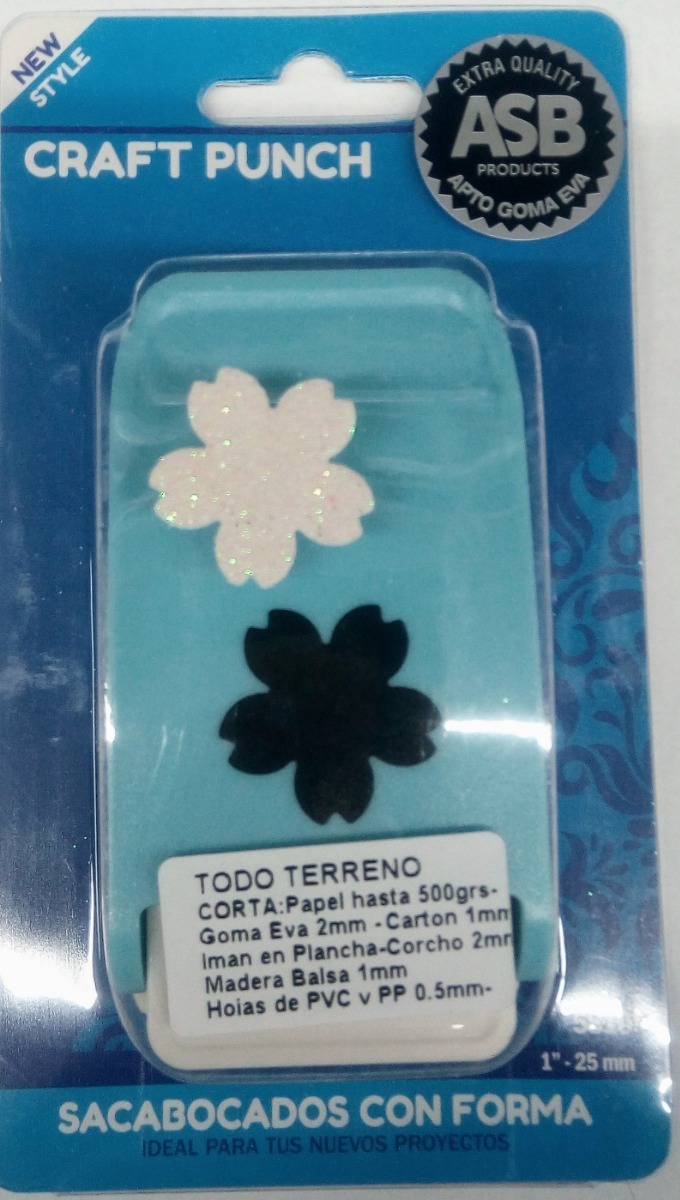 NEW
STYLE
CRAFT PUNCH
EXTRA QUALITY
ASB
PRODUCTS
APTO GOMA EVA
TODO TERRENO
CORTA:Papel hasta 500grs-
Goma Eva 2mm -Carton 1mm
Iman en Plancha-Corcho 2mm
Madera Balsa 1mm
Hojas de PVC y PP 0.5mm-
1" - 25 mm
SACABOCADOS CON FORMA
IDEAL PARA TUS NUEVOS PROYECTOS